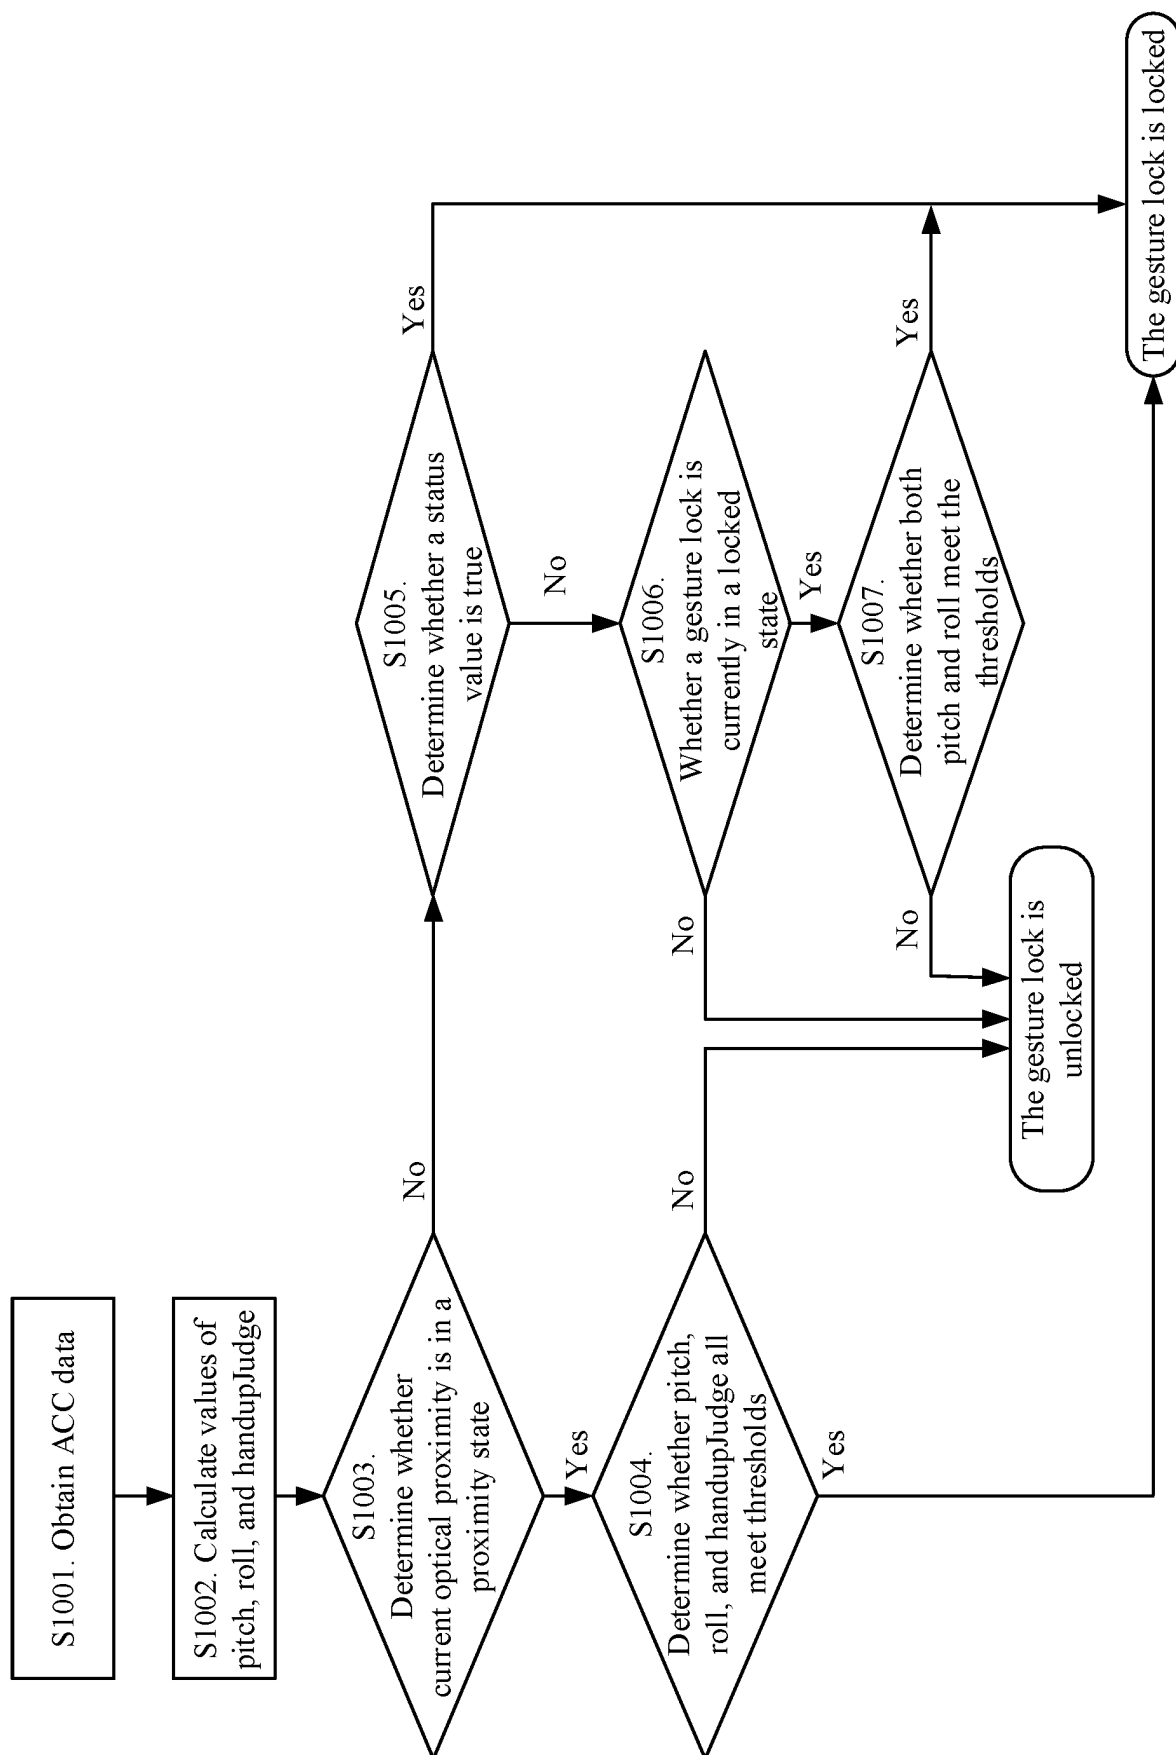 S1001. Obtain ACC data
S1002. Calculate values of
pitch, roll, and handupJudge
S1003.
Determine whether
current optical proximity is in a
proximity state
No
Yes
S1004.
Determine whether pitch,
roll, and handupJudge all
meet thresholds
No
Yes
S1005.
Determine whether a status
value is true
Yes
No
S1006.
Whether a gesture lock is
currently in a locked
state
No
Yes
S1007.
Determine whether both
pitch and roll meet the
thresholds
No
Yes
The gesture lock is
unlocked
The gesture lock is locked